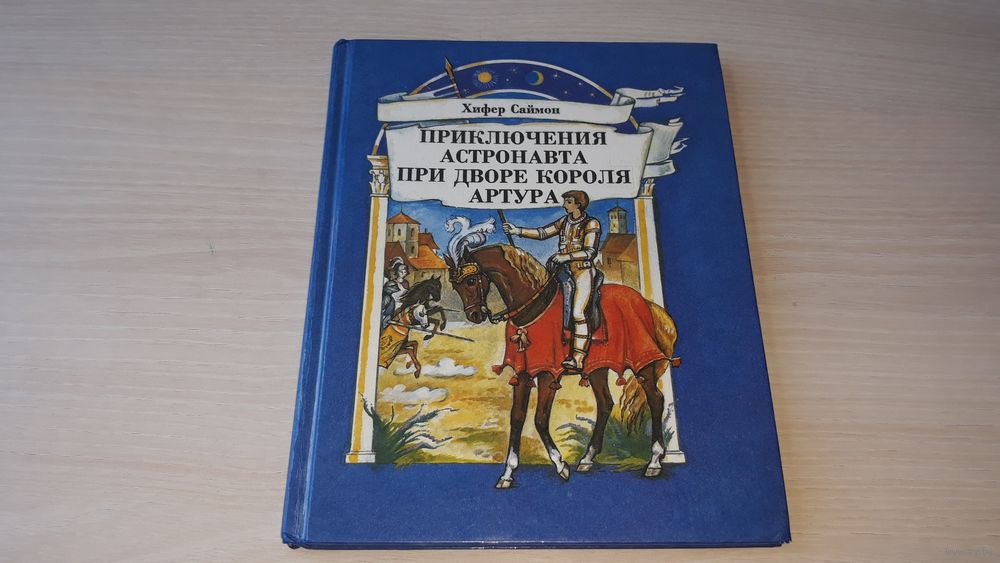 Хифер Саймон
ПРИКЛЮЧЕНИЯ
АСТРОНАВТА
ПРИ ДВОРЕ КОРОЛЯ
АРТУРА